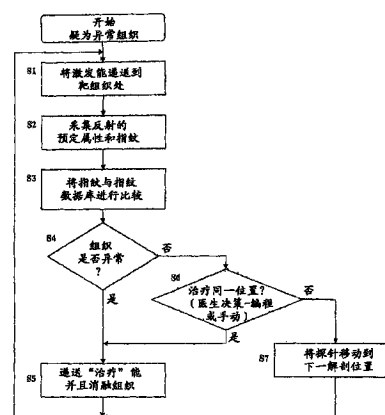 开始
疑为异常组织
S1
将激发能递送到
靶组织处
S2
采集反射的
预定属性和指纹
S3
将指纹与指纹
数据库进行比较
S4
组织
是否异常
?
否
是
S6
治疗同一位置?
(医生决策-编程
或手动)
否
是
S5
递送“治疗”能
并且消融组织
S7
将探针移动到
下一解剖位置